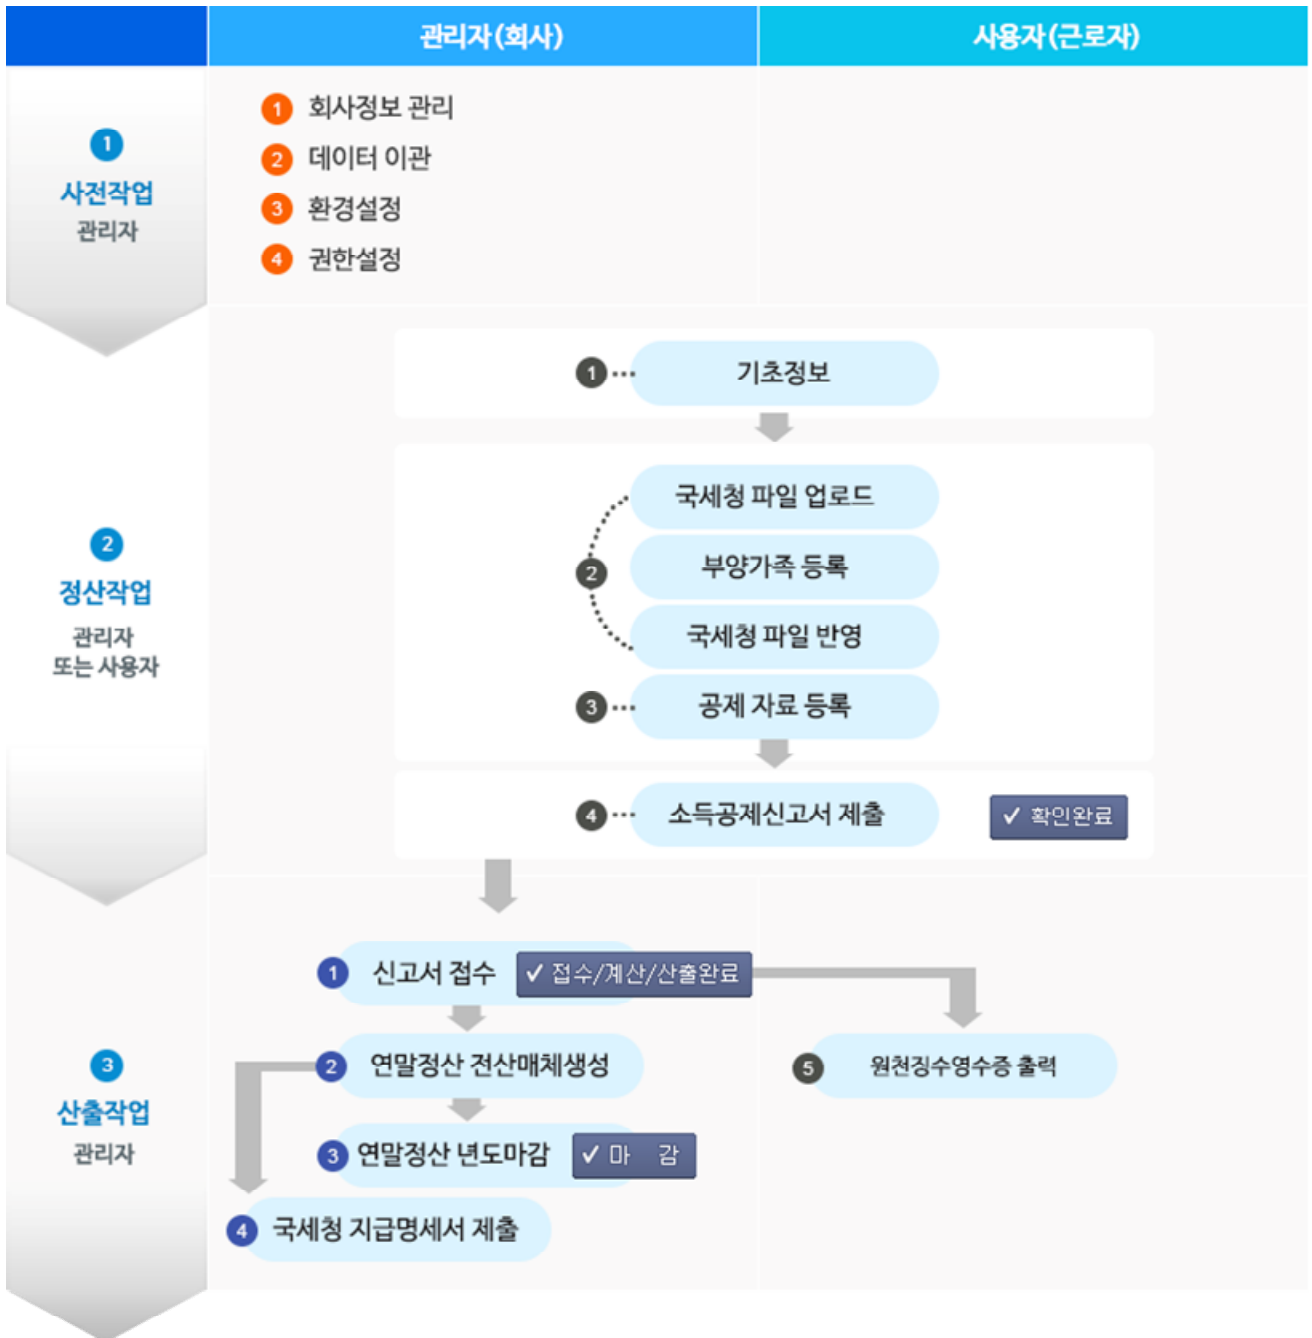 관리자(회사)
사용자(근로자)
1
사전작업
관리자
1 회사정보 관리
2 데이터 이관
3 환경설정
4 권한설정
2
정산작업
관리자
또는 사용자
1 기초정보
국세청 파일 업로드
2 부양가족 등록
국세청 파일 반영
3 공제 자료 등록
4 소득공제신고서 제출
✓ 확인완료
3
산출작업
관리자
1 신고서 접수
✓ 접수/계산/산출완료
2 연말정산 전산매체생성
5 원천징수영수증 출력
3 연말정산 년도마감
✓ 마 감
4 국세청 지급명세서 제출